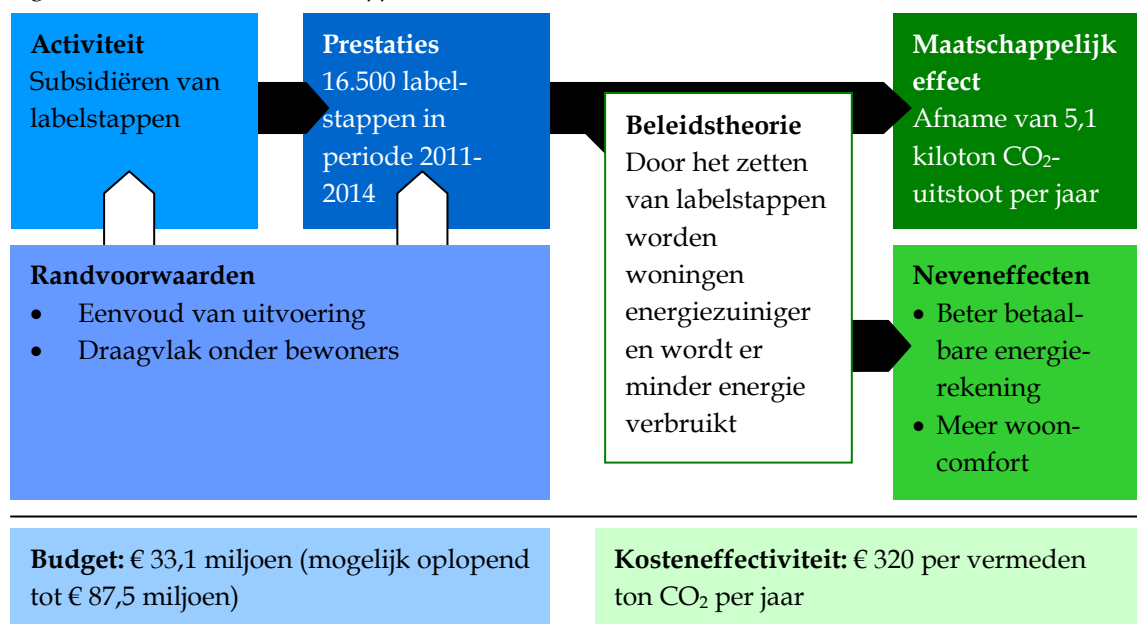 Activiteit
Subsidiëren van
labelstappen
Prestaties
16.500 label-
stappen in
periode 2011-
2014
Beleidstheorie
Door het zetten
van labelstappen
worden
woningen
energiezuiniger
en wordt er
minder energie
verbruikt
Maatschappelijk
effect
Afname van 5,1
kiloton CO₂-
uitstoot per jaar
Randvoorwaarden
• Eenvoud van uitvoering
• Draagvlak onder bewoners
Neveneffecten
• Beter betaal-
bare energie-
rekening
• Meer woon-
comfort
Budget: € 33,1 miljoen (mogelijk oplopend
tot € 87,5 miljoen)
Kosteneffectiviteit: € 320 per vermeden
ton CO₂ per jaar